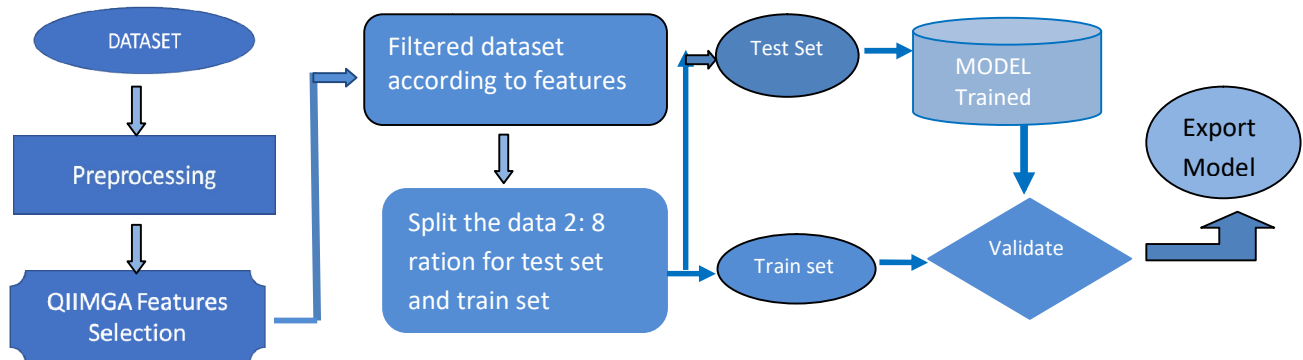 DATASET
Preprocessing
QIIMGA Features
Selection
Filtered dataset
according to features
Split the data 2: 8
ration for test set
and train set
Test Set
Train set
MODEL
Trained
Validate
Export
Model